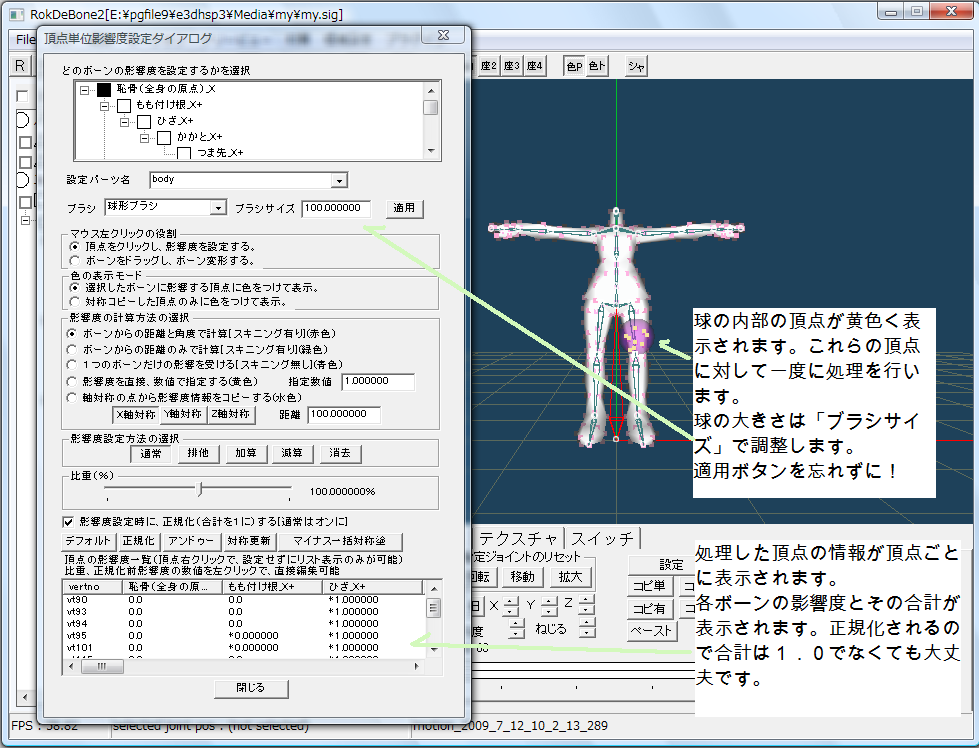 RokDeBone2[E:¥pgfile9¥e3dhsp3¥Media¥my¥my.sig]
File
頂点単位影響度設定ダイアログ
R
座2 座3 座4 色P 色ト シャ
どのボーンの影響度を設定するかを選択
恥骨(全身の原点)_X
もも付け根_X+
ひざ_X+
かかと_X+
つま先_X+
設定パーツ名 body
ブラシ 球形ブラシ ブラシサイズ 100.000000 適用
マウス左クリックの役割
頂点をクリックし、影響度を設定する。
ボーンをドラッグし、ボーン変形する。
色の表示モード
選択したボーンに影響する頂点に色をつけて表示。
対称コピーした頂点のみに色をつけて表示。
影響度の計算方法の選択
ボーンからの距離と角度で計算[スキニング有り](赤色)
ボーンからの距離のみで計算[スキニング有り](緑色)
1つのボーンだけの影響を受ける[スキニング無し](青色)
影響度を直接、数値で指定する(黄色) 指定数値 1.000000
軸対称の点から影響度情報をコピーする(水色)
X軸対称 Y軸対称 Z軸対称 距離 100.000000
影響度設定方法の選択
通常 排他 加算 減算 消去
比重(%)
100.000000%
影響度設定時に、正規化(合計を1に)する[通常はオンに]
デフォルト 正規化 アンドゥー 対称更新 マイナス一括対称塗
頂点の影響度一覧(頂点右クリックで、設定せずにリスト表示のみが可能)
比重、正規化前影響度の数値を左クリックで、直接編集可能
vertno 恥骨(全身の原... もも付け根_X+ ひざ_X+
vt90 0.0 0.0 *1.000000
vt93 0.0 0.0 *1.000000
vt94 0.0 0.0 *1.000000
vt95 0.0 *0.000000 *1.000000
vt101 0.0 *0.000000 *1.000000
閉じる
球の内部の頂点が黄色く表
示されます。これらの頂点
に対して一度に処理を行い
ます。
球の大きさは「ブラシサイ
ズ」で調整します。
適用ボタンを忘れずに！
テクスチャ スイッチ
定ジョイントのリセット
回転 移動 拡大
X Y Z
度 ねじる
設定
コピ単
コピ有
ペースト
処理した頂点の情報が頂点ごと
に表示されます。
各ボーンの影響度とその合計が
表示されます。正規化されるの
で合計は１．０でなくても大丈
夫です。
FPS : 58.82 selected joint pos : (not selected) motion_2009_7_12_10_2_13_289